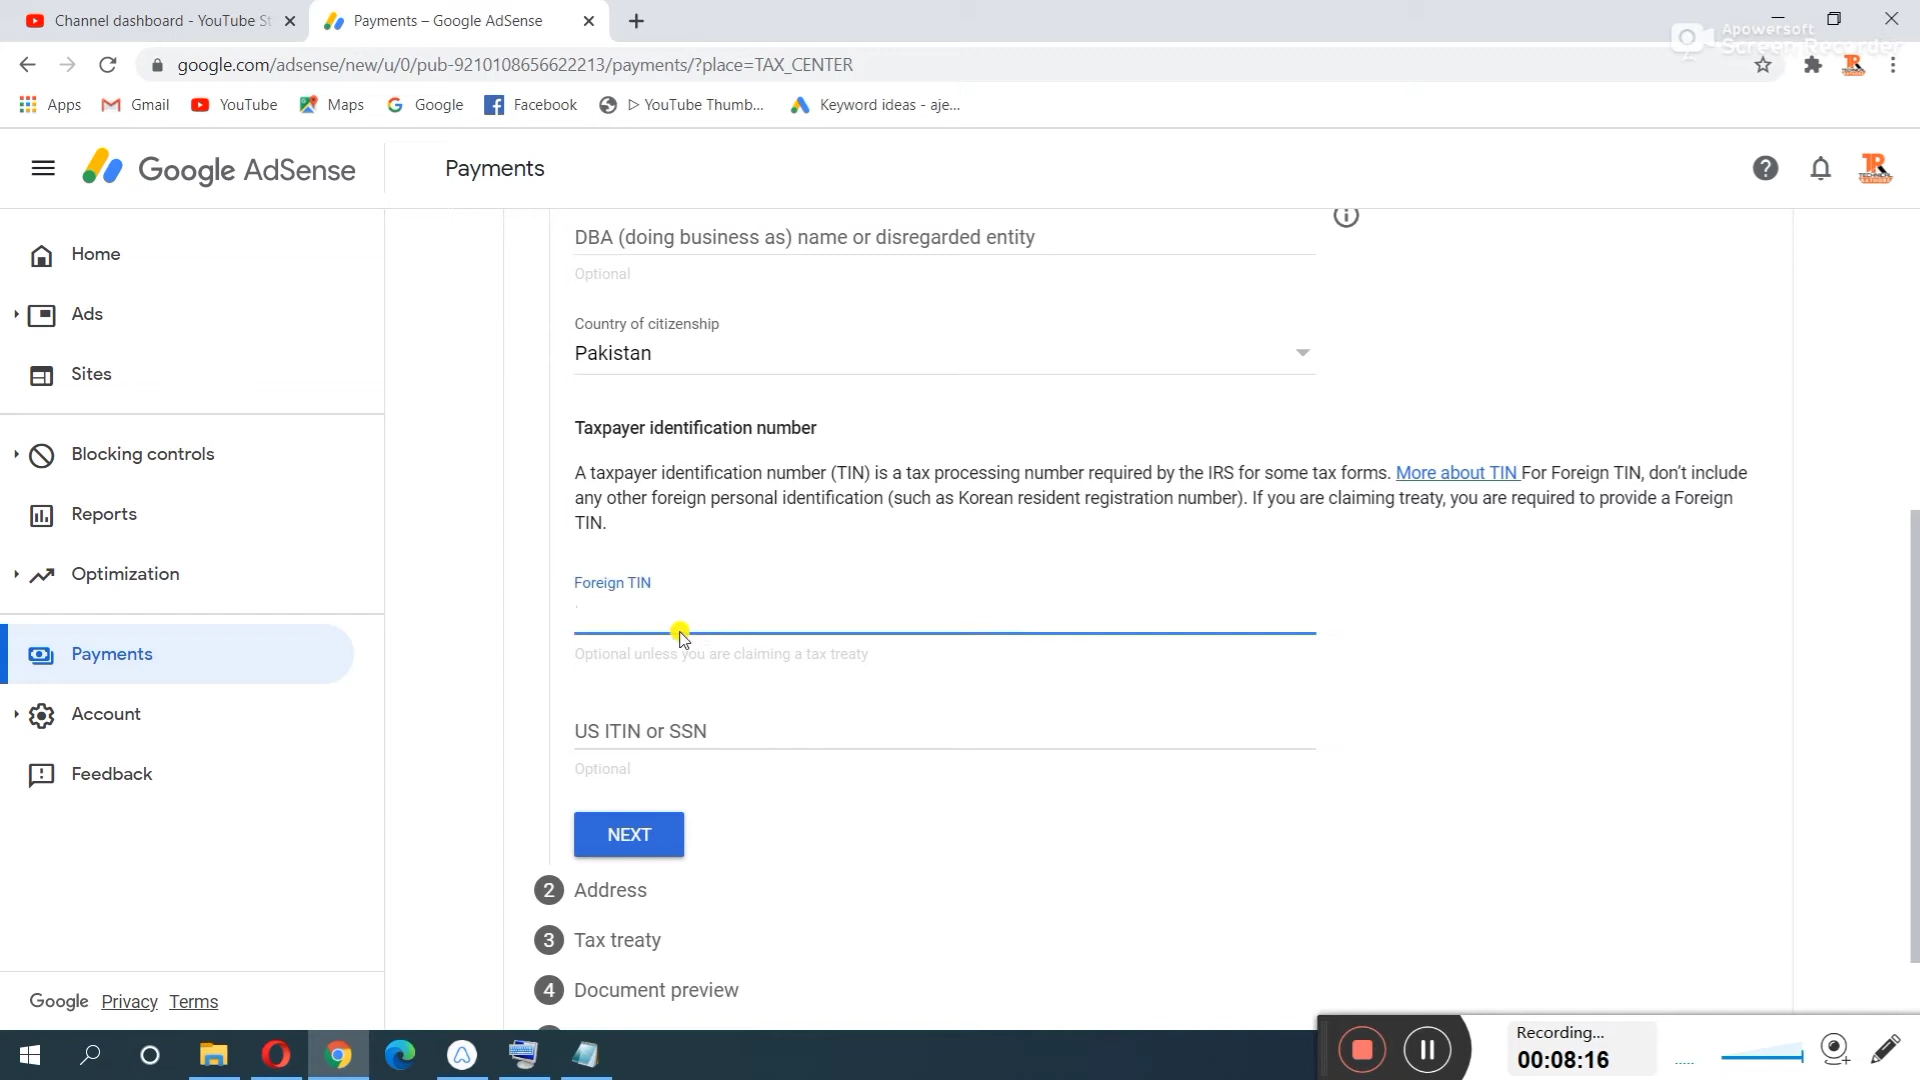 Channel dashboard - YouTube St
Payments – Google AdSense
Apowersoft
Screen Recorder
google.com/adsense/new/u/0/pub-9210108656622213/payments/?place=TAX_CENTER
Apps
Gmail
YouTube
Maps
Google
Facebook
▷ YouTube Thumb...
Keyword ideas - aje...
Google AdSense
Payments
Home
Ads
Sites
Blocking controls
Reports
Optimization
Payments
Account
Feedback
Google Privacy Terms
DBA (doing business as) name or disregarded entity
Optional
Country of citizenship
Pakistan
Taxpayer identification number
A taxpayer identification number (TIN) is a tax processing number required by the IRS for some tax forms. More about TIN For Foreign TIN, don't include
any other foreign personal identification (such as Korean resident registration number). If you are claiming treaty, you are required to provide a Foreign
TIN.
Foreign TIN
Optional unless you are claiming a tax treaty
US ITIN or SSN
Optional
NEXT
2 Address
3 Tax treaty
4 Document preview
Recording...
00:08:16